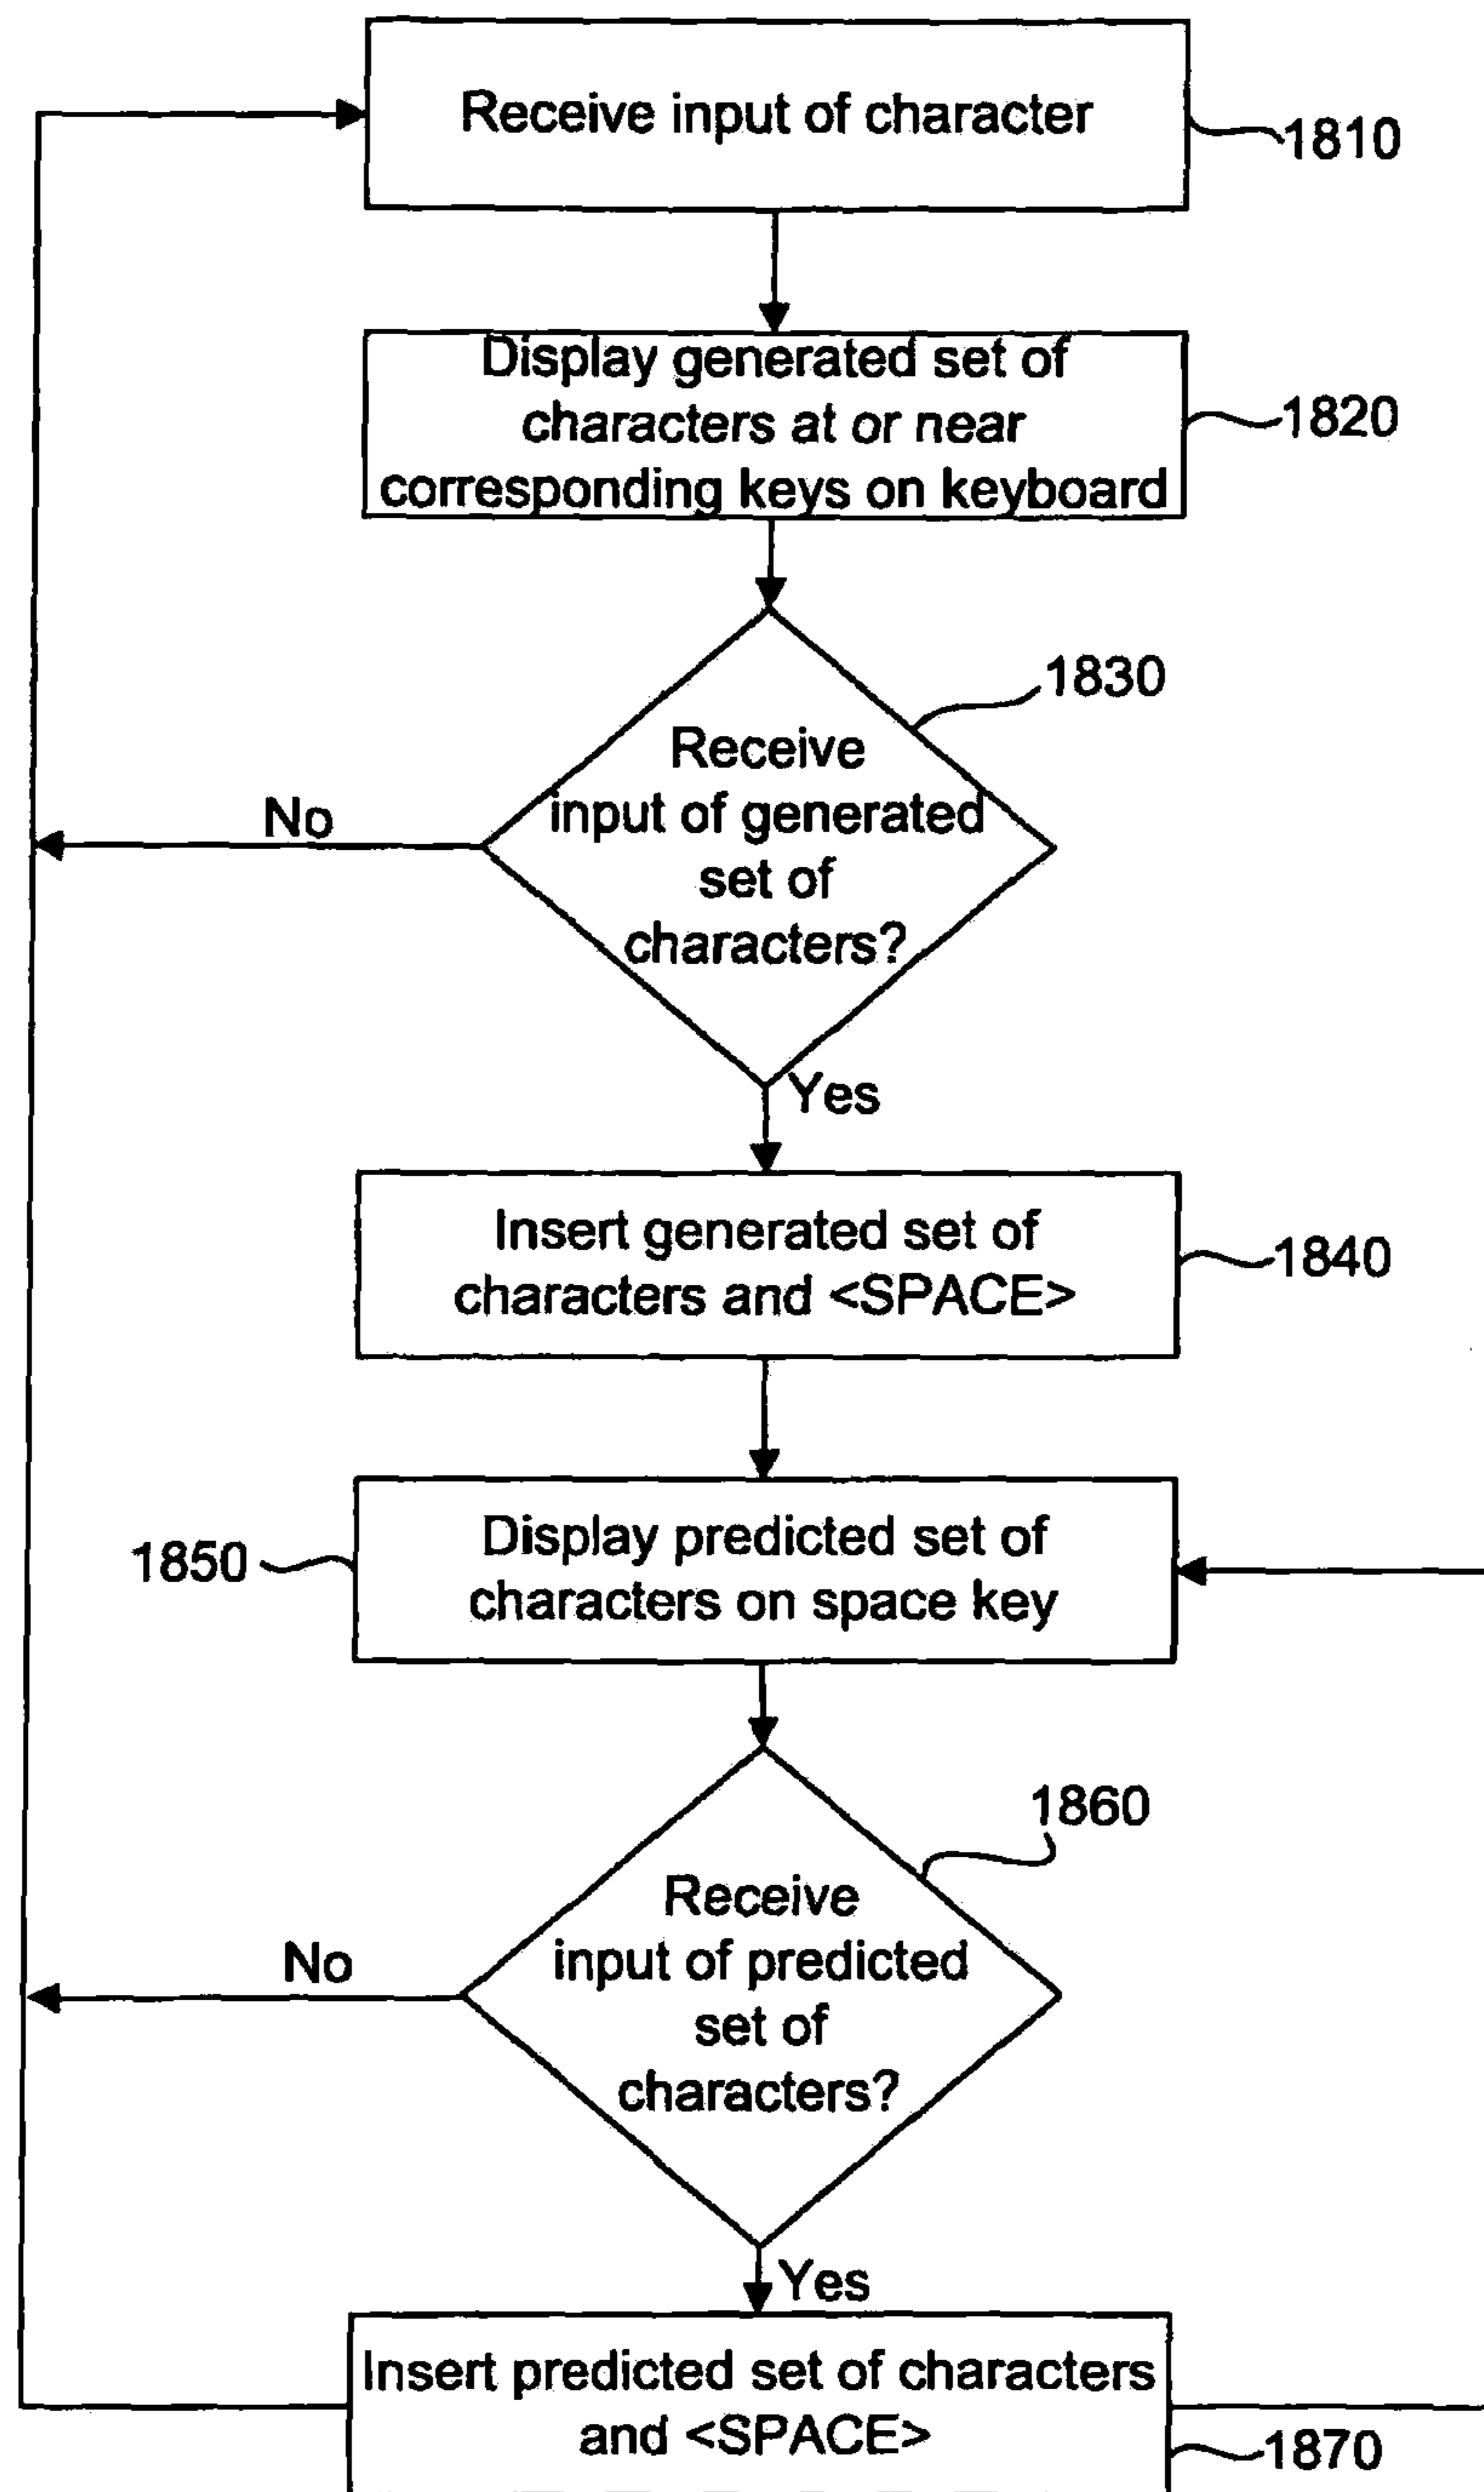 Receive input of character
1810
Display generated set of
characters at or near
corresponding keys on keyboard
1820
1830
Receive
input of generated
set of
characters?
No
Yes
Insert generated set of
characters and <SPACE>
1840
Display predicted set of
characters on space key
1850
1860
Receive
input of predicted
set of
characters?
No
Yes
Insert predicted set of characters
and <SPACE>
1870